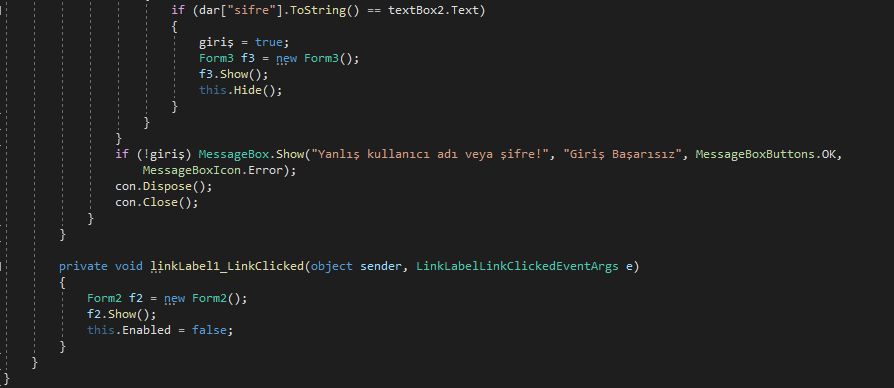 if (dar["sifre"].ToString() == textBox2.Text)
{
giriş = true;
Form3 f3 = new Form3();
f3.Show();
this.Hide();
}
}
}
if (!giriş) MessageBox.Show("Yanlış kullanıcı adı veya şifre!", "Giriş Başarısız", MessageBoxButtons.OK,
MessageBoxIcon.Error);
con.Dispose();
con.Close();
}
}
private void linkLabel1_LinkClicked(object sender, LinkLabelLinkClickedEventArgs e)
{
Form2 f2 = new Form2();
f2.Show();
this.Enabled = false;
}
}
}